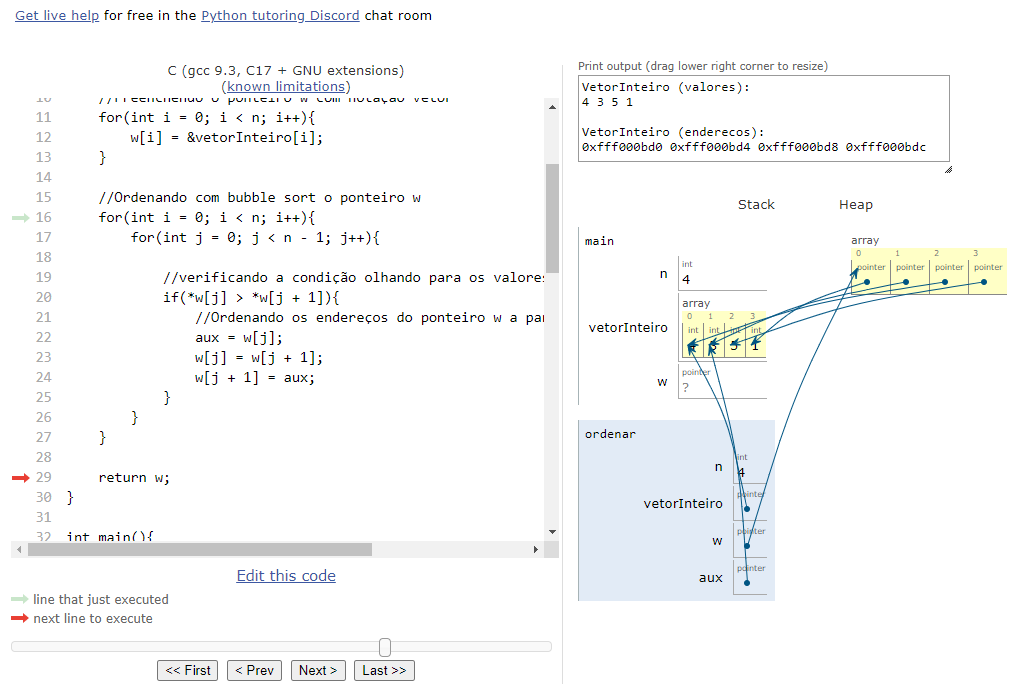 Get live help for free in the Python tutoring Discord chat room
C (gcc 9.3, C17 + GNU extensions)
(known limitations)
10 //Preenchendo o ponteiro w com notação vetor
11 for(int i = 0; i < n; i++){
12 w[i] = &vetorInteiro[i];
13 }
14
15 //Ordenando com bubble sort o ponteiro w
16 for(int i = 0; i < n; i++){
17 for(int j = 0; j < n - 1; j++){
18
19 //verificando a condição olhando para os valores
20 if(*w[j] > *w[j + 1]){
21 //Ordenando os endereços do ponteiro w a par
22 aux = w[j];
23 w[j] = w[j + 1];
24 w[j + 1] = aux;
25 }
26 }
27 }
28
29 return w;
30 }
31
32 int main(){
Edit this code
line that just executed
next line to execute
<< First < Prev Next > Last >>
Print output (drag lower right corner to resize)
VetorInteiro (valores):
4 3 5 1
VetorInteiro (enderecos):
0xfff000bd0 0xfff000bd4 0xfff000bd8 0xfff000bdc
Stack Heap
main
n
int
4
vetorInteiro
array
0 1 2 3
int int int int
4 3 5 1
w
pointer
?
array
0 1 2 3
pointer pointer pointer pointer
ordenar
n
int
4
vetorInteiro
pointer
w
pointer
aux
pointer